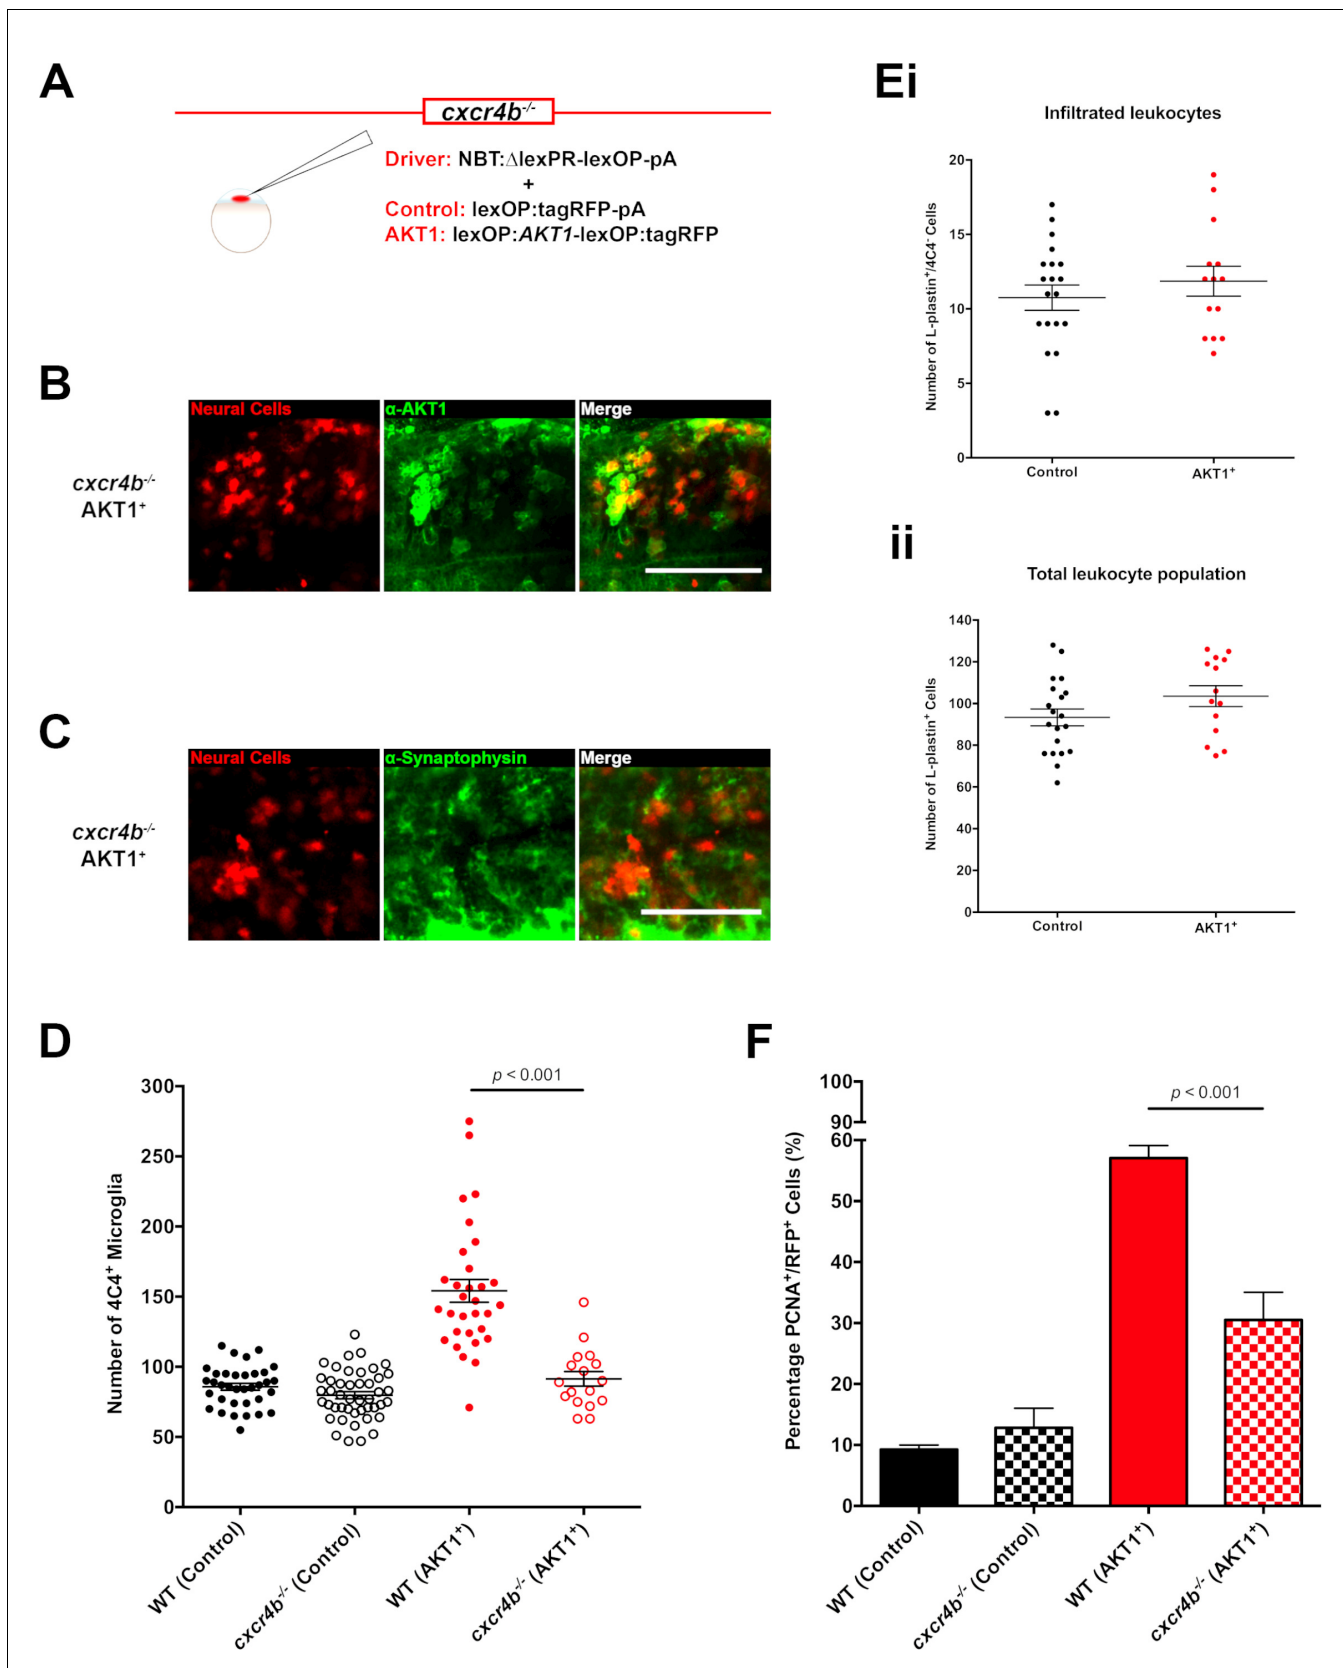 A
cxcr4b-/-
Driver: NBT:ΔlexPR-lexOP-pA
+
Control: lexOP:tagRFP-pA
AKT1: lexOP:AKT1-lexOP:tagRFP
B
cxcr4b-/-
AKT1+
Neural Cells
α-AKT1
Merge
C
cxcr4b-/-
AKT1+
Neural Cells
α-Synaptophysin
Merge
D
Number of 4C4+ Microglia
300
250
200
150
100
50
0
p < 0.001
WT (Control)
cxcr4b-/- (Control)
WT (AKT1+)
cxcr4b-/- (AKT1+)
Ei
Infiltrated leukocytes
Number of L-plastin+/4C4- Cells
20
15
10
5
0
Control
AKT1+
ii
Total leukocyte population
Number of L-plastin+ Cells
140
120
100
80
60
40
20
0
Control
AKT1+
F
Percentage PCNA+/RFP+ Cells (%)
100
90
60
50
40
30
20
10
0
p < 0.001
WT (Control)
cxcr4b-/- (Control)
WT (AKT1+)
cxcr4b-/- (AKT1+)